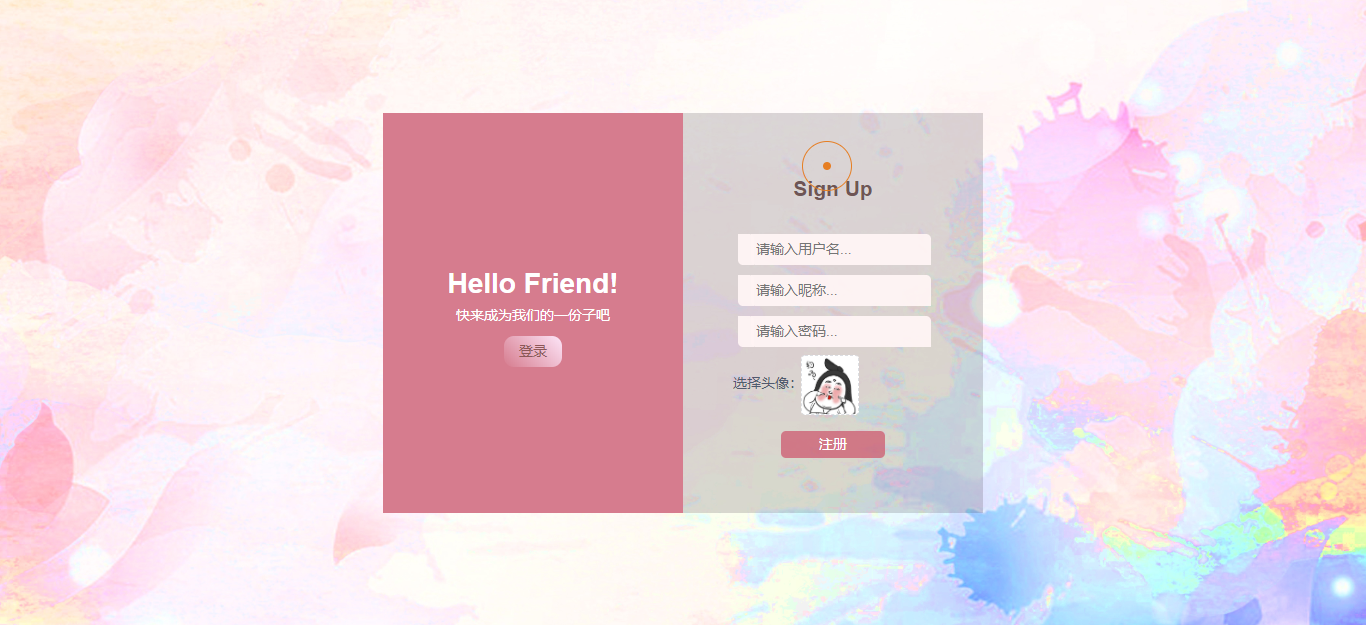 Hello Friend!
快来成为我们的一份子吧
登录
Sign Up
请输入用户名...
请输入昵称...
请输入密码...
选择头像：
注册